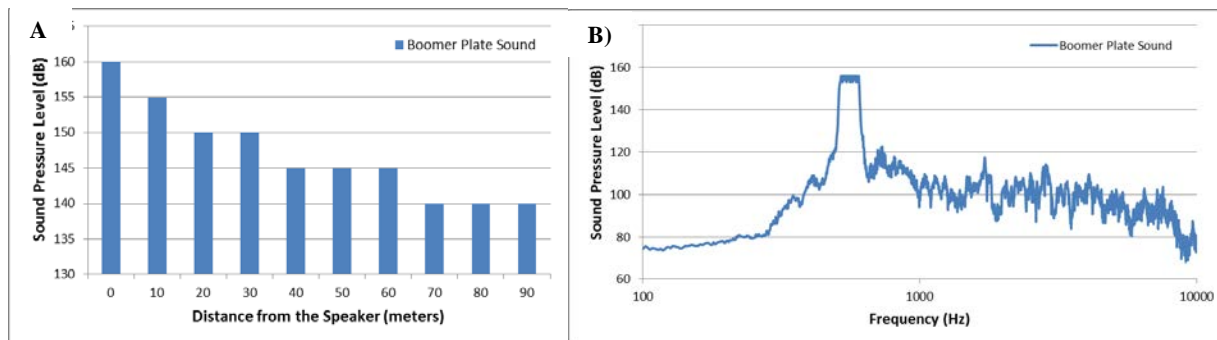 A
Boomer Plate Sound
Sound Pressure Level (dB)
160
155
150
145
140
135
130
0 10 20 30 40 50 60 70 80 90
Distance from the Speaker (meters)
B)
Boomer Plate Sound
Sound Pressure Level (dB)
160
140
120
100
80
60
100 1000 10000
Frequency (Hz)